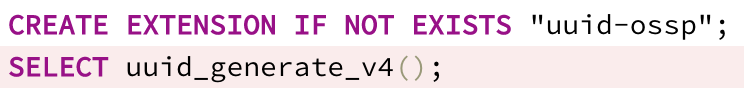 CREATE EXTENSION IF NOT EXISTS "uuid-ossp";
SELECT uuid_generate_v4();